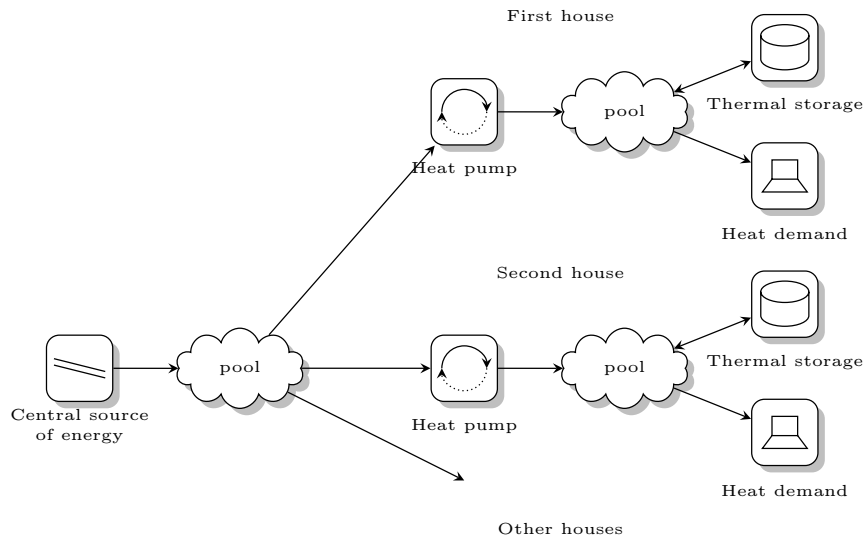 First house
pool
Thermal storage
Heat pump
Heat demand
Second house
pool
pool
Thermal storage
Central source
of energy
Heat pump
Heat demand
Other houses